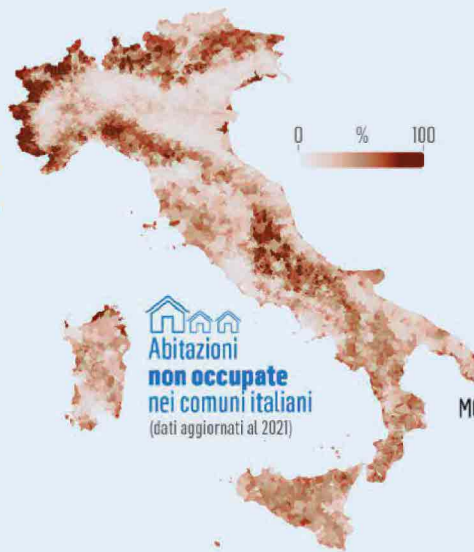 0 % 100
Abitazioni
non occupate
nei comuni italiani
(dati aggiornati al 2021)